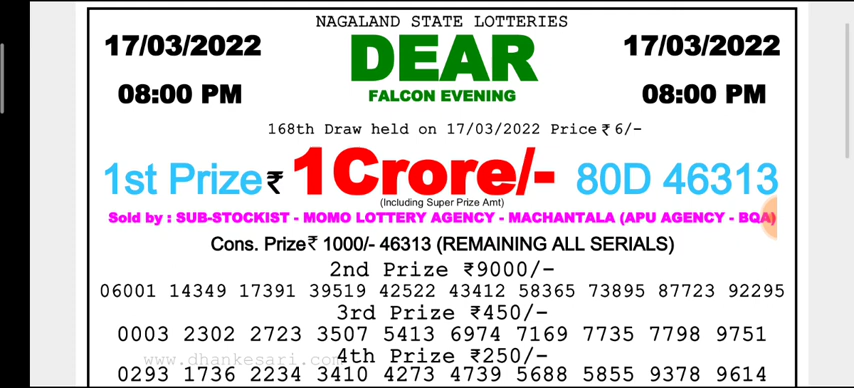 NAGALAND STATE LOTTERIES
17/03/2022 DEAR 17/03/2022
08:00 PM FALCON EVENING 08:00 PM
168th Draw held on 17/03/2022 Price ₹ 6/-
1st Prize ₹ 1Crore/- 80D 46313
(Including Super Prize Amt)
Sold by : SUB-STOCKIST - MOMO LOTTERY AGENCY - MACHANTALA (APU AGENCY - BQA)
Cons. Prize ₹ 1000/- 46313 (REMAINING ALL SERIALS)
2nd Prize ₹9000/-
06001 14349 17391 39519 42522 43412 58365 73895 87723 92295
3rd Prize ₹450/-
0003 2302 2723 3507 5413 6974 7169 7735 7798 9751
www.dhankesari.com
4th Prize ₹250/-
0293 1736 2234 3410 4273 4739 5688 5855 9378 9614